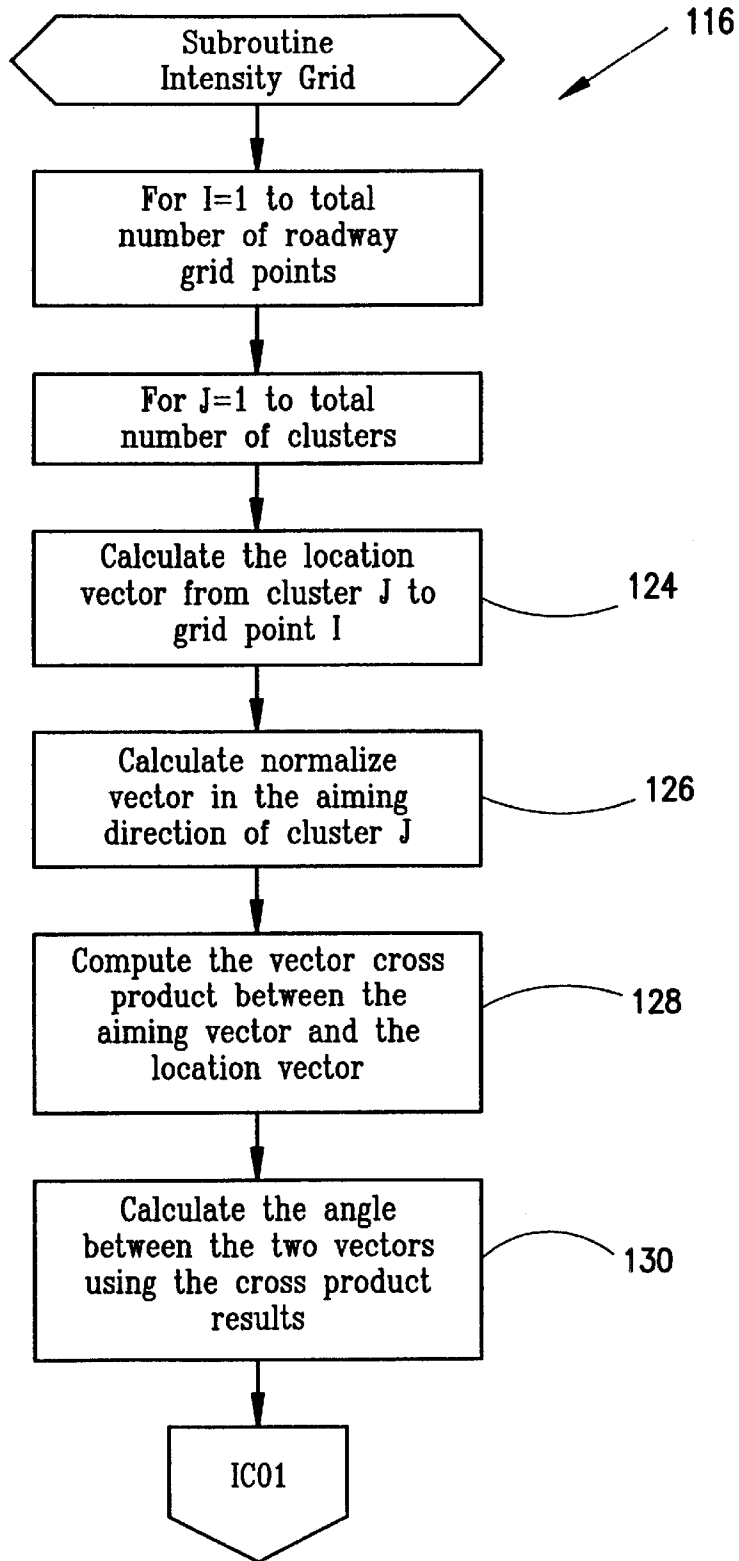 Subroutine
Intensity Grid
116
For I=1 to total
number of roadway
grid points
For J=1 to total
number of clusters
Calculate the location
vector from cluster J to
grid point I
124
Calculate normalize
vector in the aiming
direction of cluster J
126
Compute the vector cross
product between the
aiming vector and the
location vector
128
Calculate the angle
between the two vectors
using the cross product
results
130
IC01